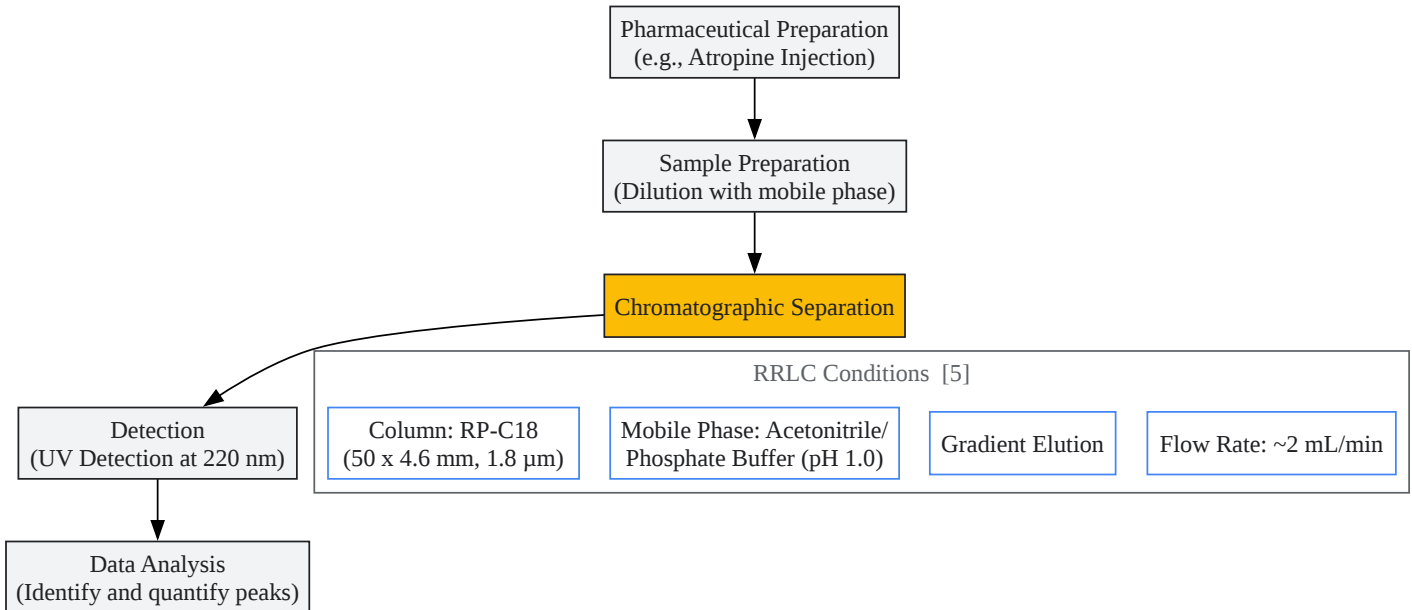 Pharmaceutical Preparation
(e.g., Atropine Injection)
Sample Preparation
(Dilution with mobile phase)
Chromatographic Separation
RRLC Conditions [5]
Detection
(UV Detection at 220 nm)
Column: RP-C18
(50 x 4.6 mm, 1.8 µm)
Mobile Phase: Acetonitrile/
Phosphate Buffer (pH 1.0)
Gradient Elution
Flow Rate: ~2 mL/min
Data Analysis
(Identify and quantify peaks)